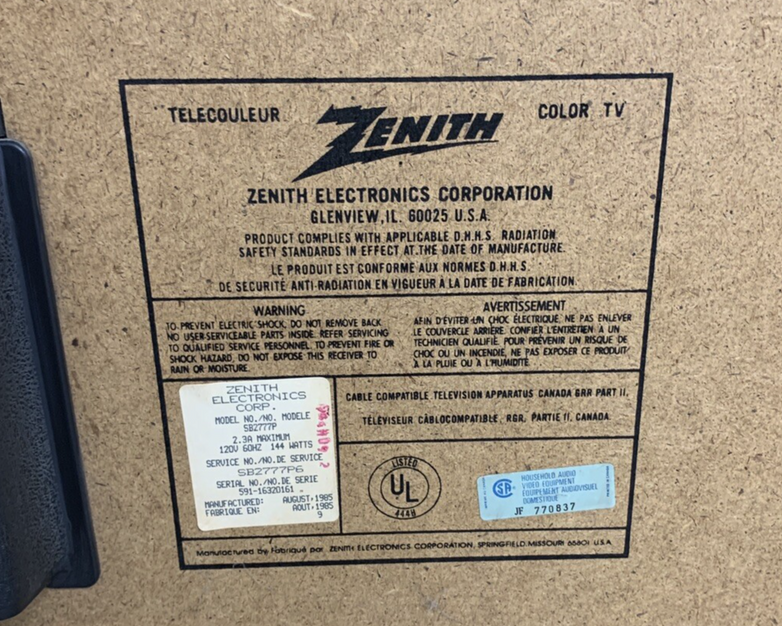 TÉLÉCOULEUR ZENITH COLOR TV
ZENITH ELECTRONICS CORPORATION
GLENVIEW, IL. 60025 U.S.A.
PRODUCT COMPLIES WITH APPLICABLE D.H.H.S. RADIATION
SAFETY STANDARDS IN EFFECT AT THE DATE OF MANUFACTURE.
LE PRODUIT EST CONFORME AUX NORMES D.H.H.S.
DE SÉCURITÉ ANTI-RADIATION EN VIGUEUR À LA DATE DE FABRICATION.
WARNING
TO PREVENT ELECTRIC SHOCK, DO NOT REMOVE BACK
NO USER-SERVICEABLE PARTS INSIDE. REFER SERVICING
TO QUALIFIED SERVICE PERSONNEL. TO PREVENT FIRE OR
SHOCK HAZARD, DO NOT EXPOSE THIS RECEIVER TO
RAIN OR MOISTURE.
AVERTISSEMENT
AFIN D'ÉVITER UN CHOC ÉLECTRIQUE, NE PAS ENLEVER
LE COUVERCLE ARRIÈRE. CONFIER L'ENTRETIEN À UN
TECHNICIEN QUALIFIÉ. POUR PRÉVENIR UN RISQUE DE
CHOC OU UN INCENDIE, NE PAS EXPOSER CE PRODUIT
À LA PLUIE OU À L'HUMIDITÉ.
ZENITH
ELECTRONICS
CORP.
MODEL NO./NO. MODELE
SB2777P
2.3A MAXIMUM
120V 60HZ 144 WATTS
SERVICE NO./NO.DE SERVICE
SB2777P6
SERIAL NO./NO.DE SERIE
591-16320161
MANUFACTURED: AUGUST,1985
FABRIQUE EN: AOUT,1985
9
CABLE COMPATIBLE TELEVISION APPARATUS CANADA GRR PART II.
TÉLÉVISEUR CÂBLOCOMPATIBLE, RGR, PARTIE II, CANADA
LISTED
UL
444H
SA
HOUSEHOLD AUDIO
VIDEO EQUIPMENT
EQUIPEMENT AUDIOVISUEL
DOMESTIQUE
JF 770837
Manufactured by Fabriqué par ZENITH ELECTRONICS CORPORATION, SPRINGFIELD, MISSOURI 65801 U.S.A.